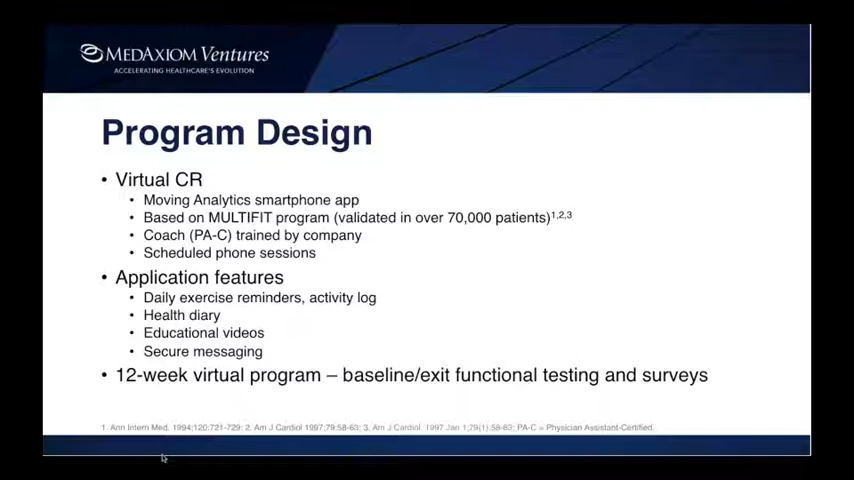 MEDAXIOM Ventures
ACCELERATING HEALTHCARE'S EVOLUTION
Program Design
• Virtual CR
• Moving Analytics smartphone app
• Based on MULTIFIT program (validated in over 70,000 patients)1,2,3
• Coach (PA-C) trained by company
• Scheduled phone sessions
• Application features
• Daily exercise reminders, activity log
• Health diary
• Educational videos
• Secure messaging
• 12-week virtual program – baseline/exit functional testing and surveys
1. Ann Intern Med. 1994;120:721-729; 2. Am J Cardiol 1997;79:58-63; 3. Am J Cardiol. 1997 Jan 1;79(1):58-63; PA-C = Physician Assistant-Certified.